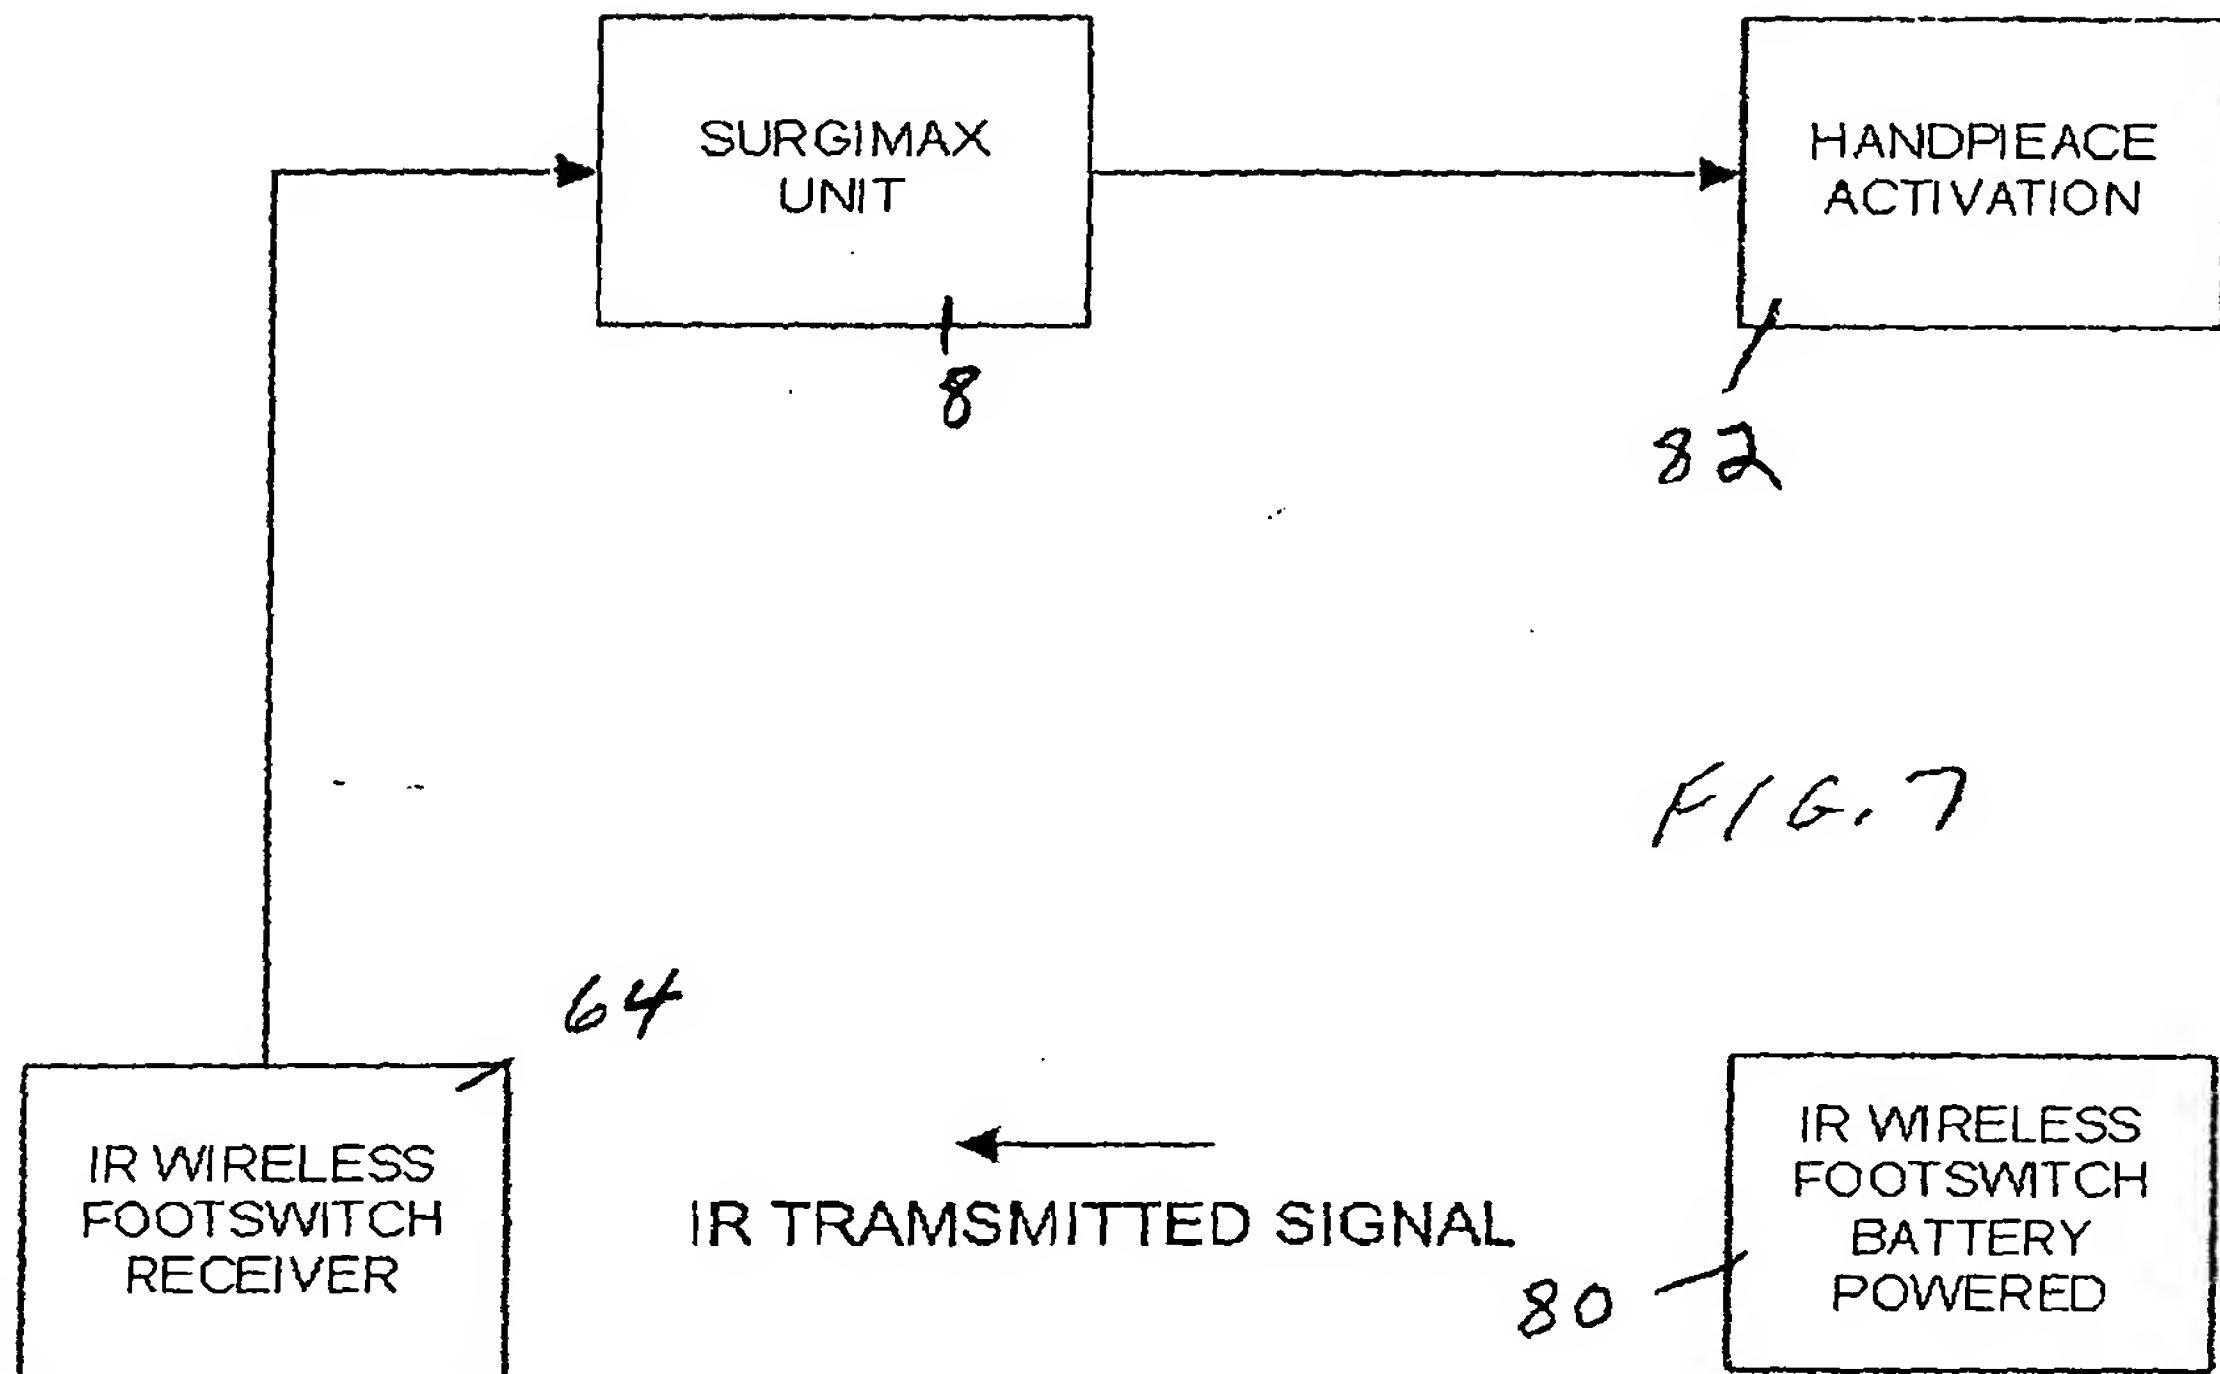 SURGIMAX
UNIT
8
HANDPIEACE
ACTIVATION
82
FIG. 7
64
IR WIRELESS
FOOTSWITCH
RECEIVER
IR TRAMSMITTED SIGNAL
80
IR WIRELESS
FOOTSWITCH
BATTERY
POWERED